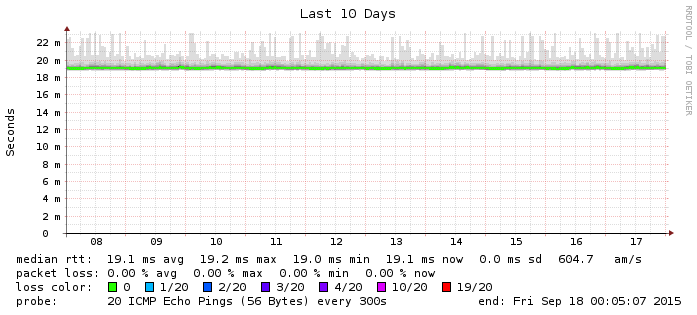 Last 10 Days
RRDTOOL / TOBI OETIKER
Seconds
22 m
20 m
18 m
16 m
14 m
12 m
10 m
8 m
6 m
4 m
2 m
0
08 09 10 11 12 13 14 15 16 17
median rtt: 19.1 ms avg 19.2 ms max 19.0 ms min 19.1 ms now 0.0 ms sd 604.7 am/s
packet loss: 0.00 % avg 0.00 % max 0.00 % min 0.00 % now
loss color: 0 1/20 2/20 3/20 4/20 10/20 19/20
probe: 20 ICMP Echo Pings (56 Bytes) every 300s end: Fri Sep 18 00:05:07 2015